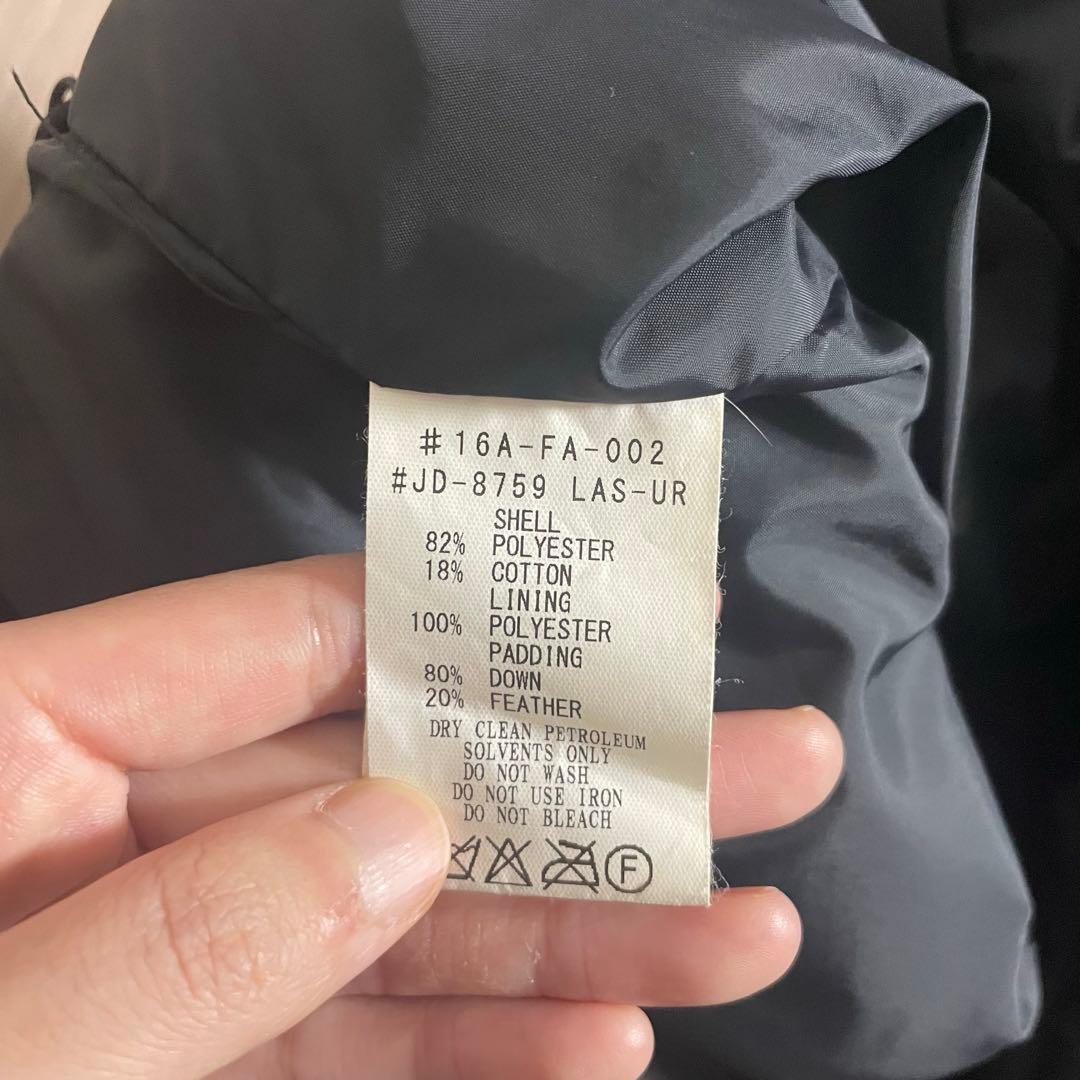 #16A-FA-002
#JD-8759 LAS-UR
SHELL
82% POLYESTER
18% COTTON
LINING
100% POLYESTER
PADDING
80% DOWN
20% FEATHER
DRY CLEAN PETROLEUM
SOLVENTS ONLY
DO NOT WASH
DO NOT USE IRON
DO NOT BLEACH
F